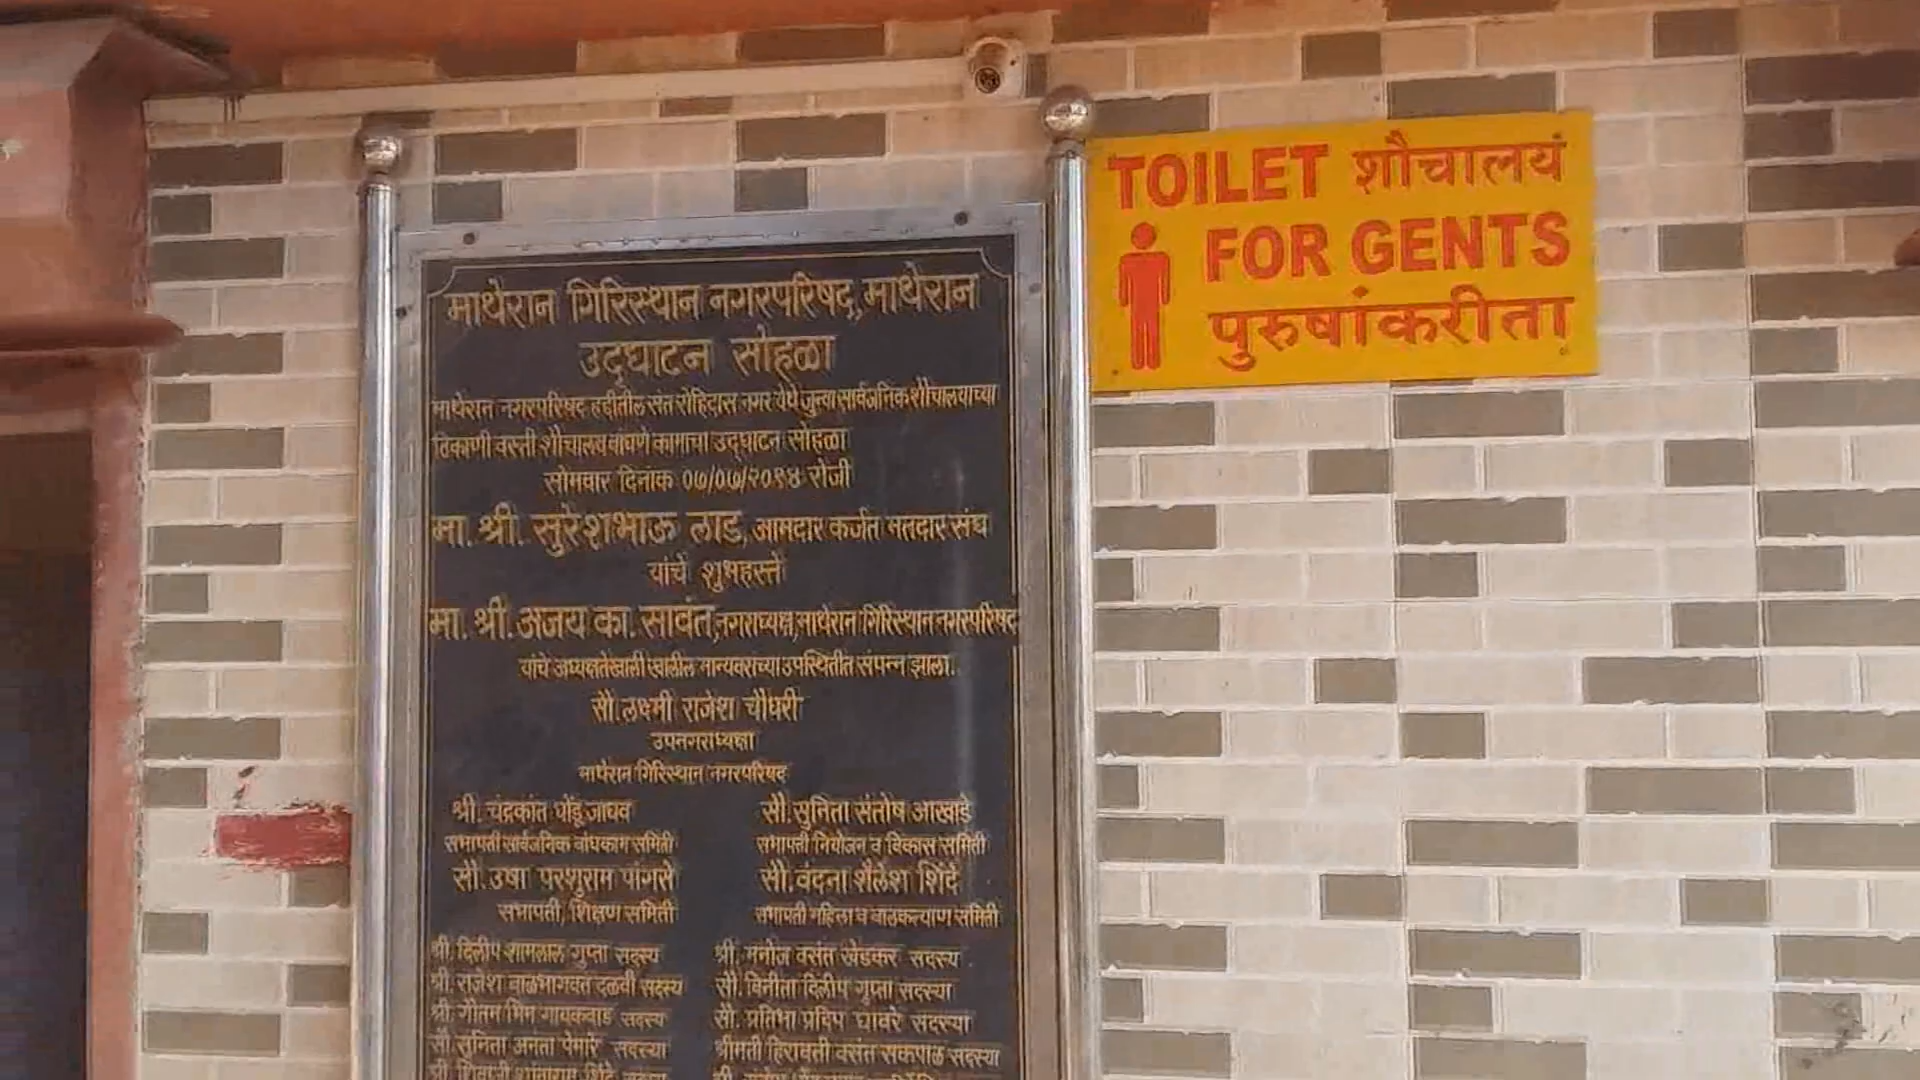 माथेरान गिरिस्थान नगरपरिषद, माथेरान
उद्घाटन सोहळा
माथेरान नगरपरिषद हद्दीतील संत रोहिदास नगर येथे जुन्या सार्वजनिक शौचालयाच्या
ठिकाणी वस्ती शौचालय बांधणे कामाचा उद्घाटन सोहळा
सोमवार दिनांक ०७/०७/२०१४ रोजी
मा. श्री. सुरेशभाऊ लाड, आमदार कर्जत मतदार संघ
यांचे शुभहस्ते
मा. श्री. अजय का. सावंत, नगराध्यक्ष, माथेरान गिरिस्थान नगरपरिषद
यांचे अध्यक्षतेखाली खालील मान्यवरांच्या उपस्थितीत संपन्न झाला.
सौ. लक्ष्मी राजेश चौधरी
उपनगराध्यक्षा
माथेरान गिरिस्थान नगरपरिषद
श्री. चंद्रकांत धोंडू जाधव सौ. सुनिता संतोष आखाडे
सभापती सार्वजनिक बांधकाम समिती सभापती नियोजन व विकास समिती
सौ. उषा परशुराम पांगसे सौ. वंदना शैलेश शिंदे
सभापती, शिक्षण समिती सभापती महिला व बालकल्याण समिती
श्री. दिलीप शामलाल गुप्ता सदस्य श्री. मनोज वसंत खेडकर सदस्य
श्री. राजेश बाळभागवत दळवी सदस्य सौ. विनीता दिलीप गुप्ता सदस्या
श्री. गौतम भिम गायकवाड सदस्य सौ. प्रतिभा प्रदिप घावरे सदस्या
सौ. सुनिता अनंता पेमारे सदस्या श्रीमती हिरावती वसंत सकपाळ सदस्या
श्री. शिवाजी शांताराम शिंदे सदस्य
TOILET शौचालयं
FOR GENTS
पुरुषांकरीता